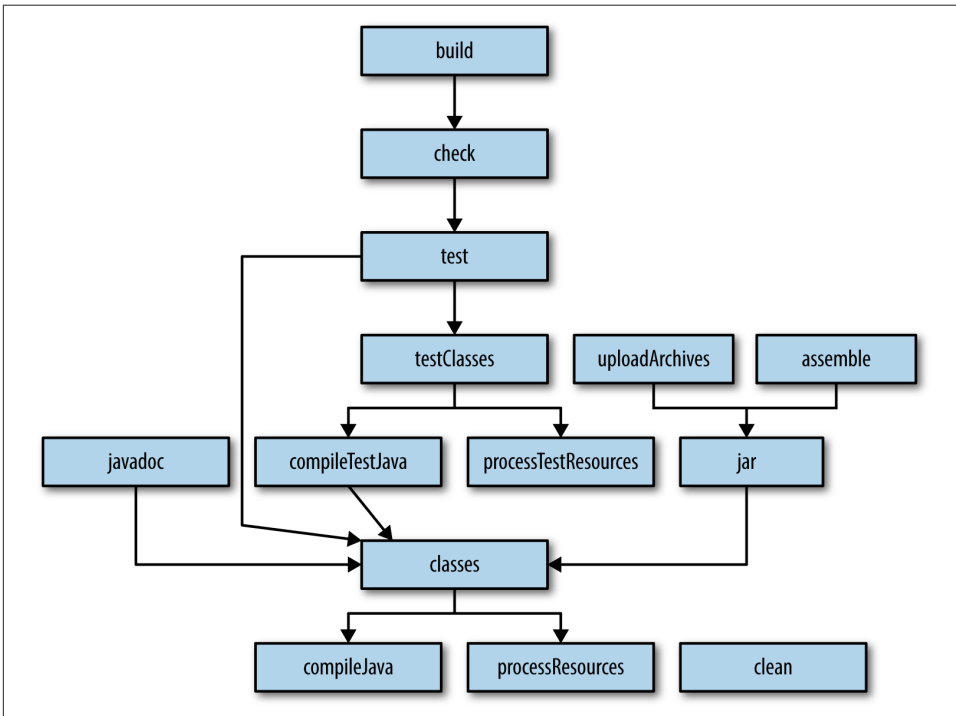 build
check
test
testClasses
uploadArchives
assemble
javadoc
compileTestJava
processTestResources
jar
classes
compileJava
processResources
clean